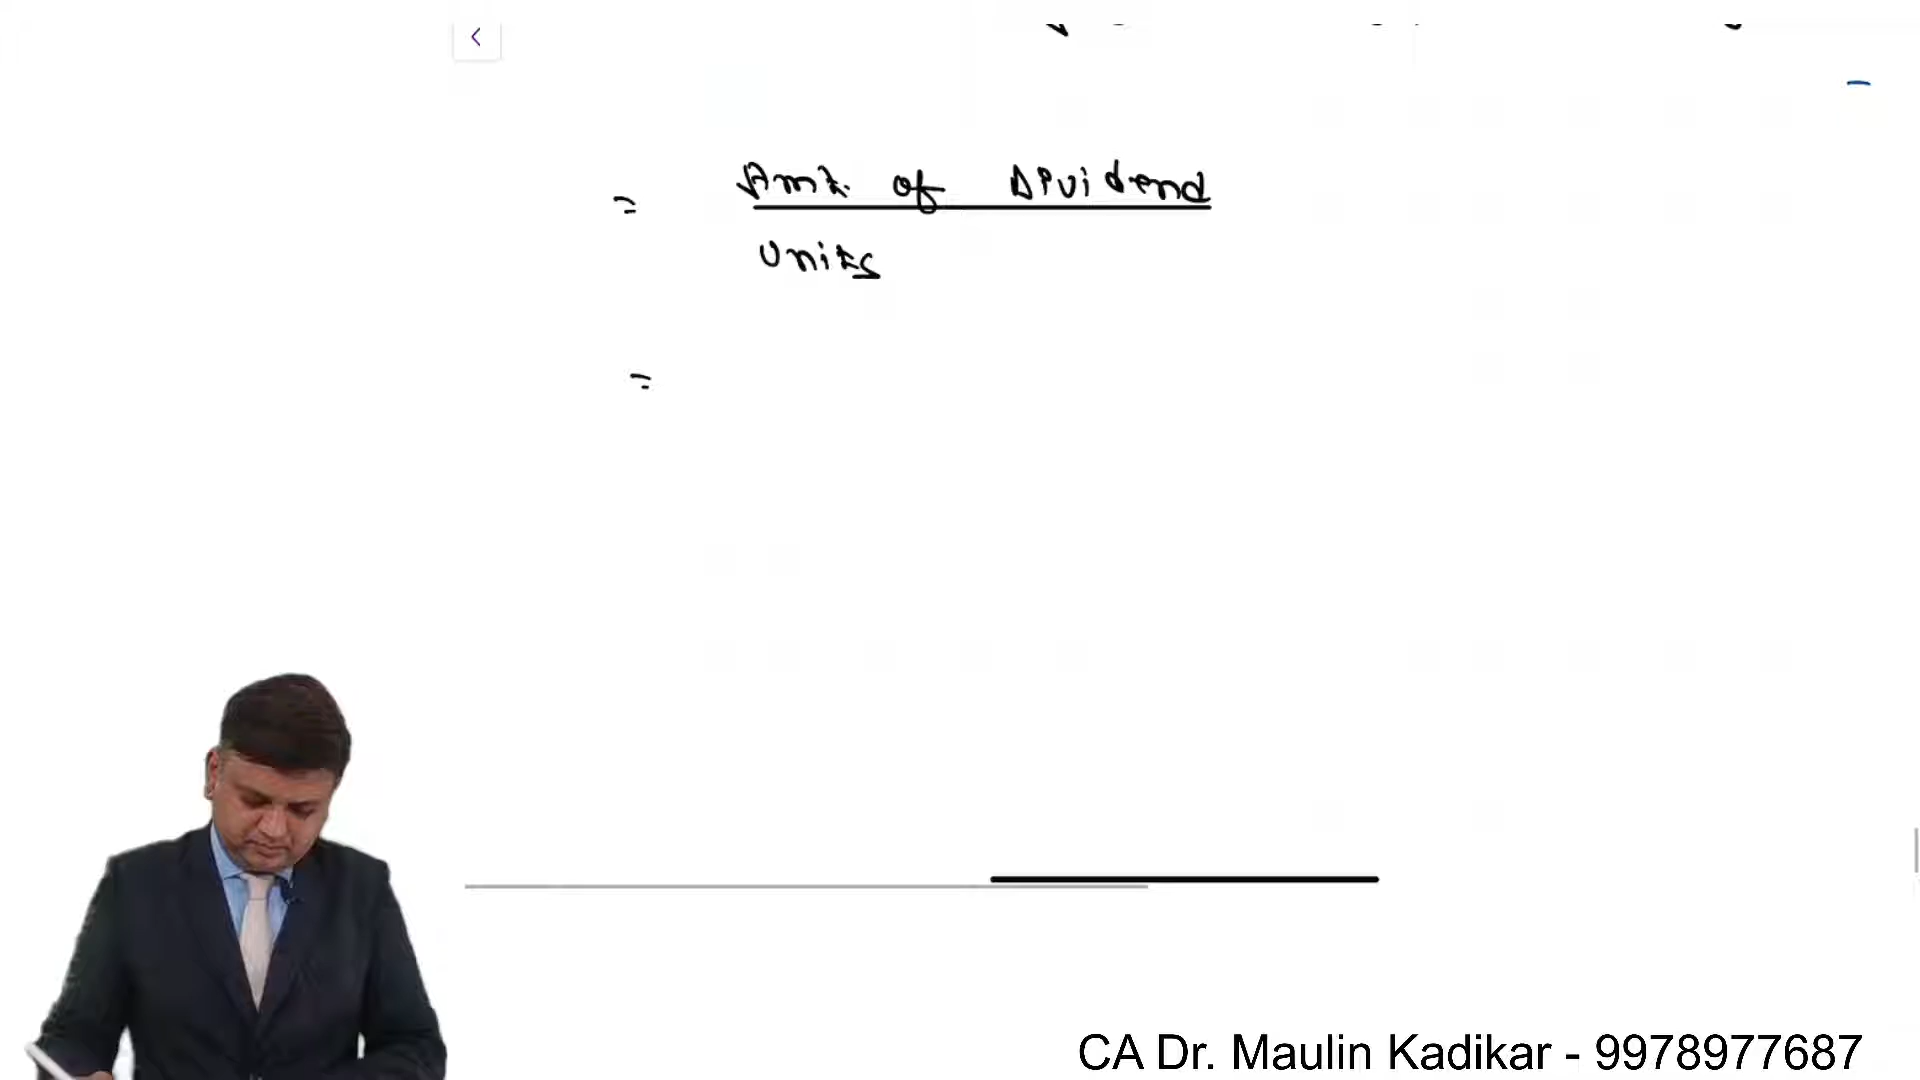 = Amt. of Dividend
Units
=
CA Dr. Maulin Kadikar - 9978977687